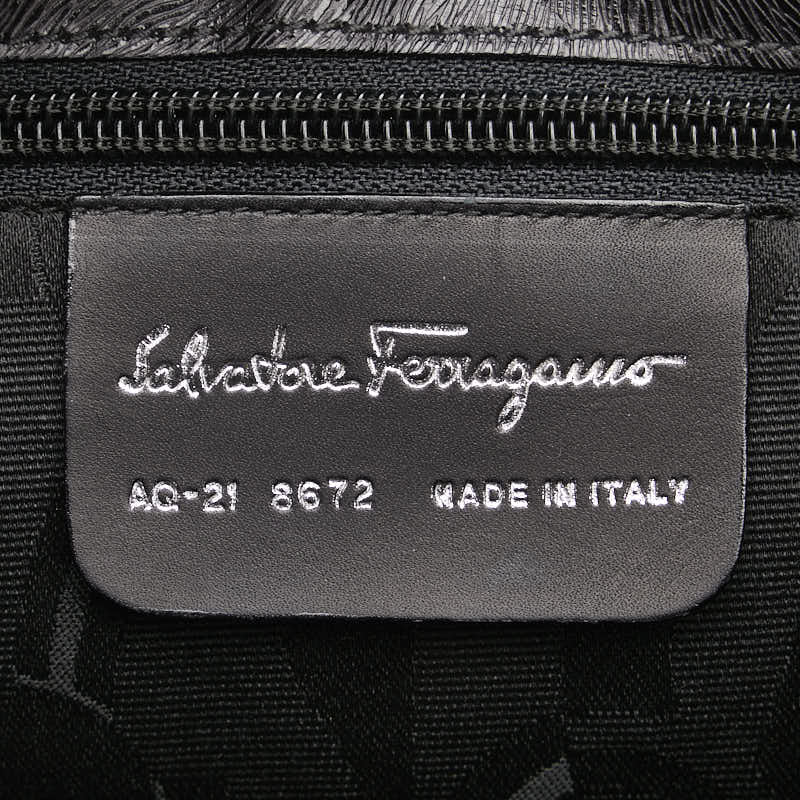 Salvatore Ferragamo
AQ-21 8672 MADE IN ITALY